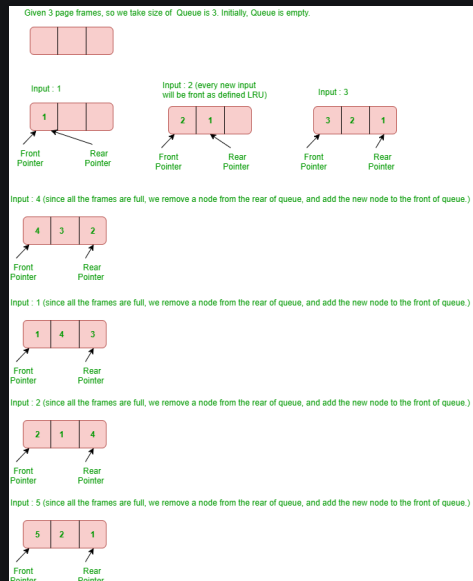 Given 3 page frames, so we take size of Queue is 3. Initially, Queue is empty.
Input : 1
Input : 2 (every new input
will be front as defined LRU)
Input : 3
1
2 1
3 2 1
Front
Pointer
Rear
Pointer
Front
Pointer
Rear
Pointer
Front
Pointer
Rear
Pointer
Input : 4 (since all the frames are full, we remove a node from the rear of queue, and add the new node to the front of queue.)
4 3 2
Front
Pointer
Rear
Pointer
Input : 1 (since all the frames are full, we remove a node from the rear of queue, and add the new node to the front of queue.)
1 4 3
Front
Pointer
Rear
Pointer
Input : 2 (since all the frames are full, we remove a node from the rear of queue, and add the new node to the front of queue.)
2 1 4
Front
Pointer
Rear
Pointer
Input : 5 (since all the frames are full, we remove a node from the rear of queue, and add the new node to the front of queue.)
5 2 1
Front
Pointer
Rear
Pointer